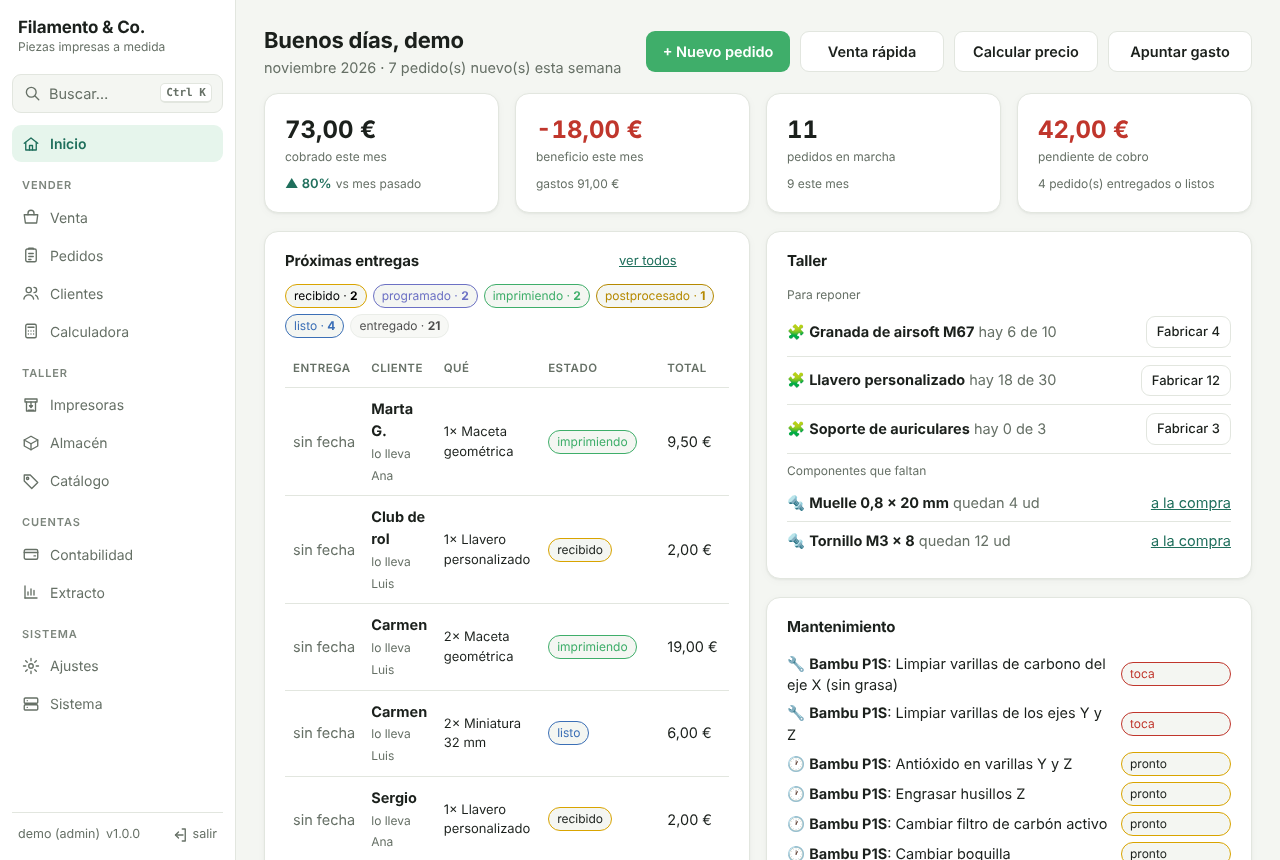 Filamento & Co.
Piezas impresas a medida
Buscar...
Ctrl K
Inicio
VENDER
Venta
Pedidos
Clientes
Calculadora
TALLER
Impresoras
Almacén
Catálogo
CUENTAS
Contabilidad
Extracto
SISTEMA
Ajustes
Sistema
demo (admin) v1.0.0
salir
Buenos días, demo
noviembre 2026 · 7 pedido(s) nuevo(s) esta semana
+ Nuevo pedido
Venta rápida
Calcular precio
Apuntar gasto
73,00 €
cobrado este mes
▲ 80% vs mes pasado
-18,00 €
beneficio este mes
gastos 91,00 €
11
pedidos en marcha
9 este mes
42,00 €
pendiente de cobro
4 pedido(s) entregados o listos
Próximas entregas
ver todos
recibido · 2
programado · 2
imprimiendo · 2
postprocesado · 1
listo · 4
entregado · 21
ENTREGA CLIENTE QUÉ ESTADO TOTAL
sin fecha
Marta
G.
lo lleva
Ana
1× Maceta
geométrica
imprimiendo
9,50 €
sin fecha
Club de
rol
lo lleva
Luis
1× Llavero
personalizado
recibido
2,00 €
sin fecha
Carmen
lo lleva
Luis
2× Maceta
geométrica
imprimiendo
19,00 €
sin fecha
Carmen
lo lleva
Luis
2× Miniatura
32 mm
listo
6,00 €
sin fecha
Sergio
lo lleva
Ana
1× Llavero
personalizado
recibido
2,00 €
Taller
Para reponer
Granada de airsoft M67 hay 6 de 10
Fabricar 4
Llavero personalizado hay 18 de 30
Fabricar 12
Soporte de auriculares hay 0 de 3
Fabricar 3
Componentes que faltan
Muelle 0,8 × 20 mm quedan 4 ud
a la compra
Tornillo M3 × 8 quedan 12 ud
a la compra
Mantenimiento
Bambu P1S: Limpiar varillas de carbono del
eje X (sin grasa)
toca
Bambu P1S: Limpiar varillas de los ejes Y y
Z
toca
Bambu P1S: Antióxido en varillas Y y Z
pronto
Bambu P1S: Engrasar husillos Z
pronto
Bambu P1S: Cambiar filtro de carbón activo
pronto
Bambu P1S: Cambiar boquilla
pronto